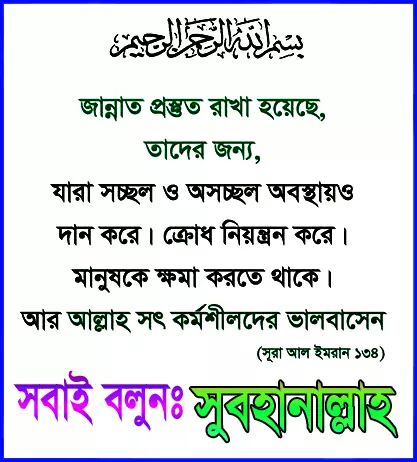 بسم الله الرحمن الرحيم
জান্নাত প্রস্তুত রাখা হয়েছে,
তাদের জন্য,
যারা সচ্ছল ও অসচ্ছল অবস্থায়ও
দান করে। ক্রোধ নিয়ন্ত্রন করে।
মানুষকে ক্ষমা করতে থাকে।
আর আল্লাহ সৎ কর্মশীলদের ভালবাসেন
(সূরা আল ইমরান ১৩৪)
সবাই বলুনঃ সুবহানাল্লাহ